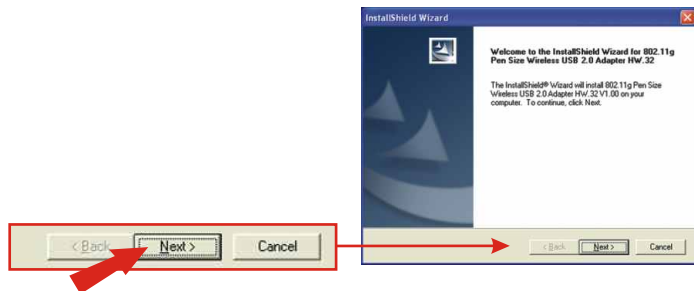 InstallShield Wizard
Welcome to the InstallShield Wizard for 802.11g
Pen Size Wireless USB 2.0 Adapter HW.32
The InstallShield® Wizard will install 802.11g Pen Size
Wireless USB 2.0 Adapter HW.32 V1.00 on your
computer. To continue, click Next.
< Back Next > Cancel
< Back Next > Cancel